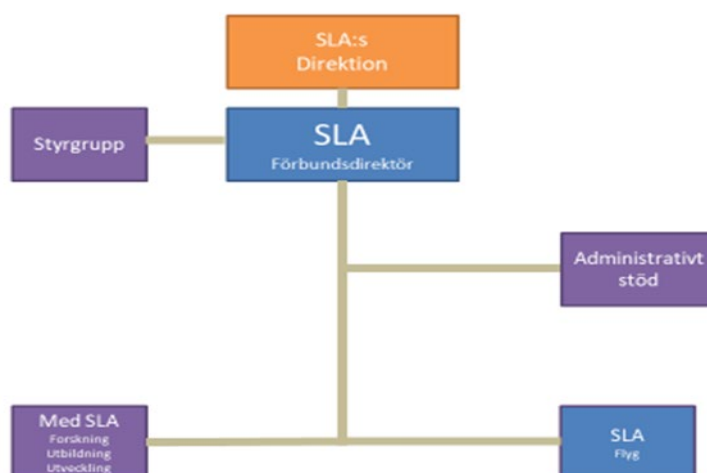 SLA:s
Direktion
Styrgrupp
SLA
Förbundsdirektör
Administrativt
stöd
Med SLA
Forskning
Utbildning
Utveckling
SLA
Flyg